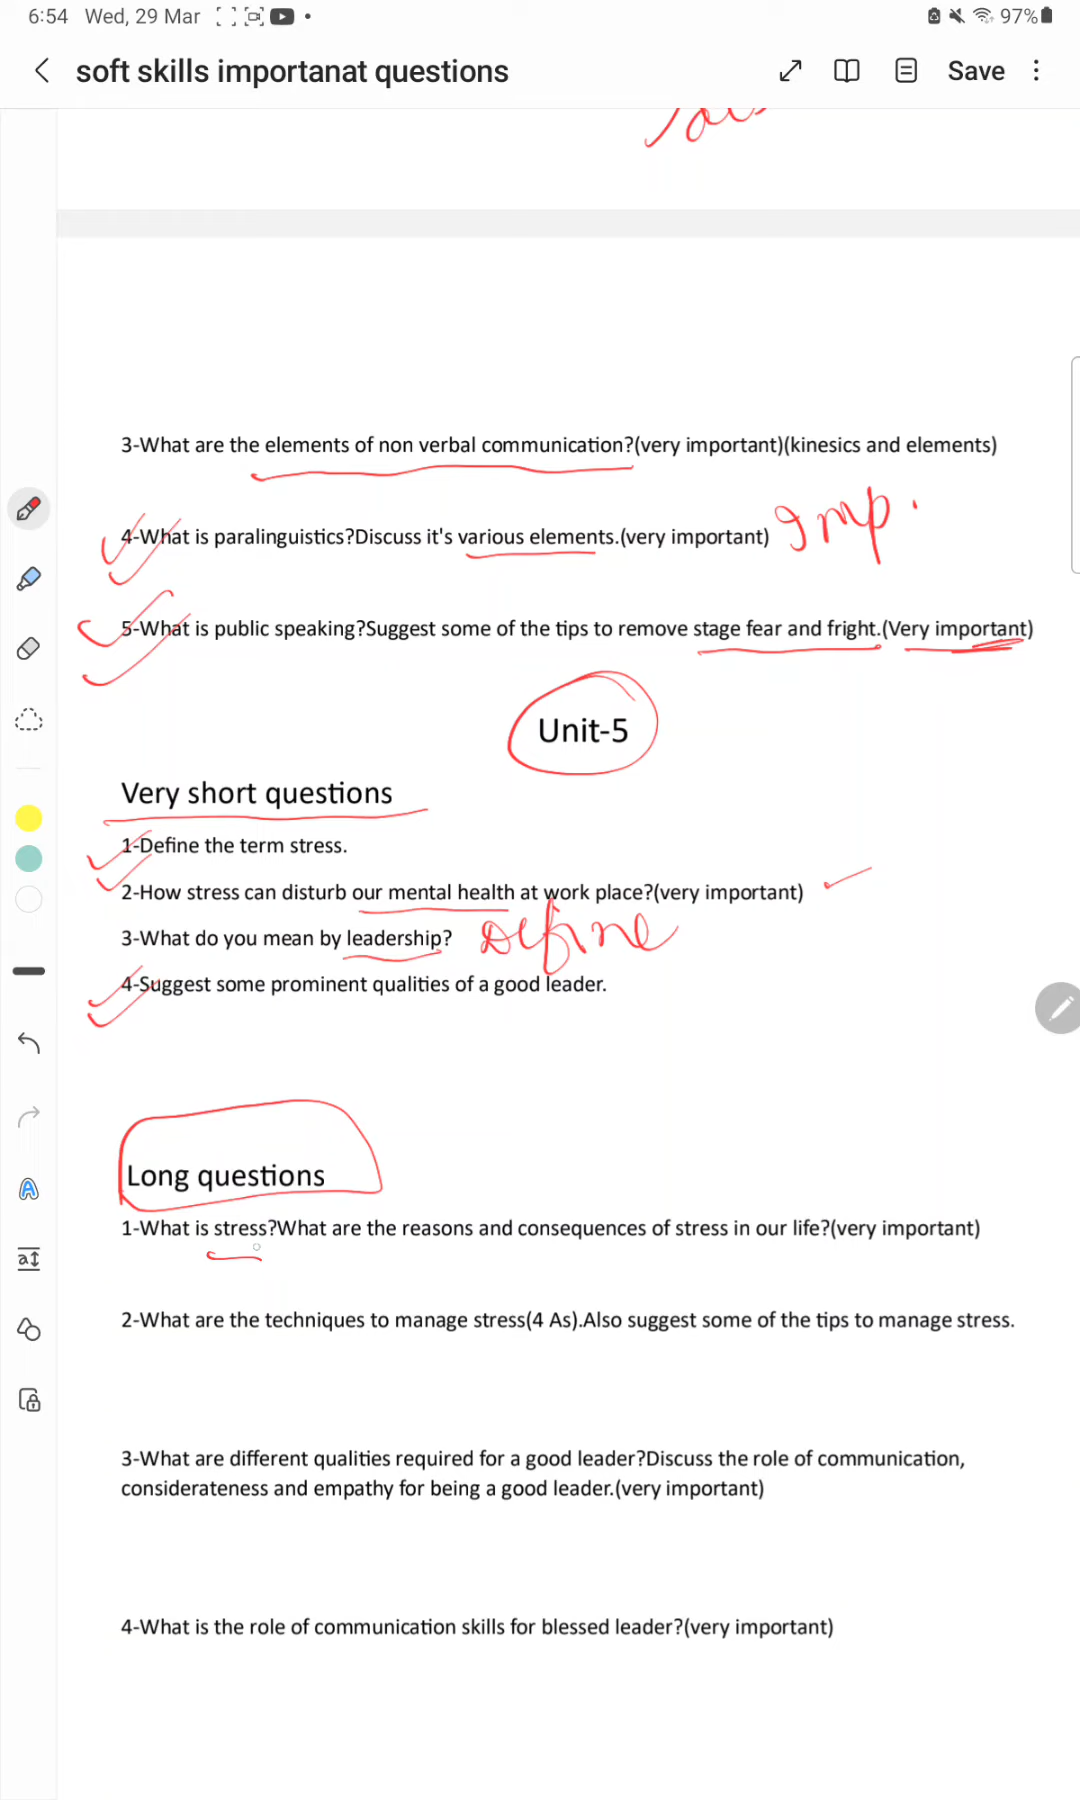 6:54 Wed, 29 Mar 97%
soft skills importanat questions Save
3-What are the elements of non verbal communication?(very important)(kinesics and elements)
4-What is paralinguistics?Discuss it's various elements.(very important) Imp.
5-What is public speaking?Suggest some of the tips to remove stage fear and fright.(Very important)
Unit-5
Very short questions
1-Define the term stress.
2-How stress can disturb our mental health at work place?(very important)
3-What do you mean by leadership? Define
4-Suggest some prominent qualities of a good leader.
Long questions
1-What is stress?What are the reasons and consequences of stress in our life?(very important)
2-What are the techniques to manage stress(4 As).Also suggest some of the tips to manage stress.
3-What are different qualities required for a good leader?Discuss the role of communication,
considerateness and empathy for being a good leader.(very important)
4-What is the role of communication skills for blessed leader?(very important)